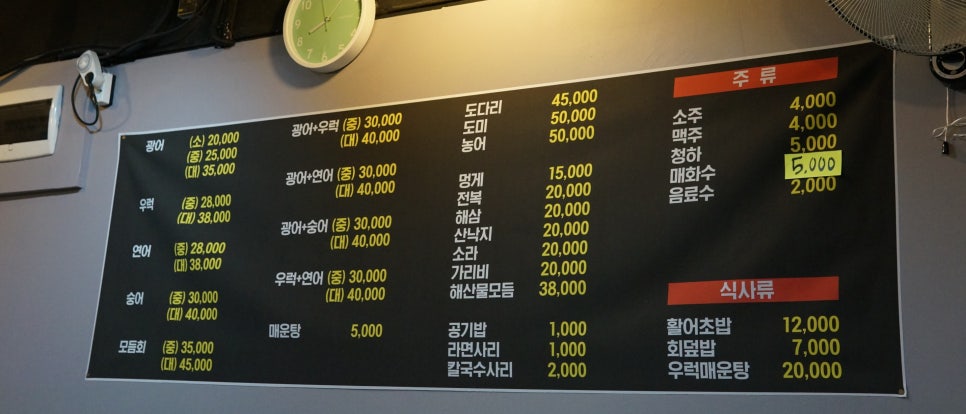 광어 (소) 20,000
(중) 25,000
(대) 35,000
우럭 (중) 28,000
(대) 38,000
연어 (중) 28,000
(대) 38,000
숭어 (중) 30,000
(대) 40,000
모듬회 (중) 35,000
(대) 45,000
광어+우럭 (중) 30,000
(대) 40,000
광어+연어 (중) 30,000
(대) 40,000
광어+숭어 (중) 30,000
(대) 40,000
우럭+연어 (중) 30,000
(대) 40,000
매운탕 5,000
도다리 45,000
도미 50,000
농어 50,000
멍게 15,000
전복 20,000
해삼 20,000
산낙지 20,000
소라 20,000
가리비 20,000
해산물모듬 38,000
공기밥 1,000
라면사리 1,000
칼국수사리 2,000
주 류
소주 4,000
맥주 4,000
청하 5,000
매화수 5,000
음료수 2,000
식사류
활어초밥 12,000
회덮밥 7,000
우럭매운탕 20,000